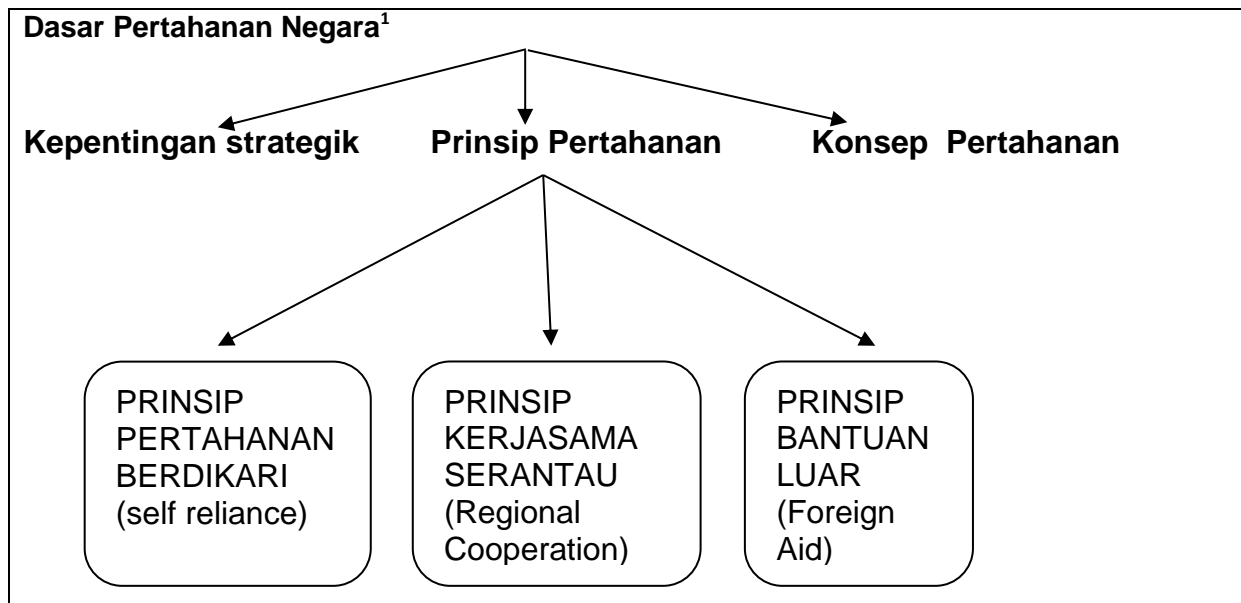 Dasar Pertahanan Negara¹
Kepentingan strategik Prinsip Pertahanan Konsep Pertahanan
PRINSIP
PERTAHANAN
BERDIKARI
(self reliance)
PRINSIP
KERJASAMA
SERANTAU
(Regional
Cooperation)
PRINSIP
BANTUAN
LUAR
(Foreign
Aid)